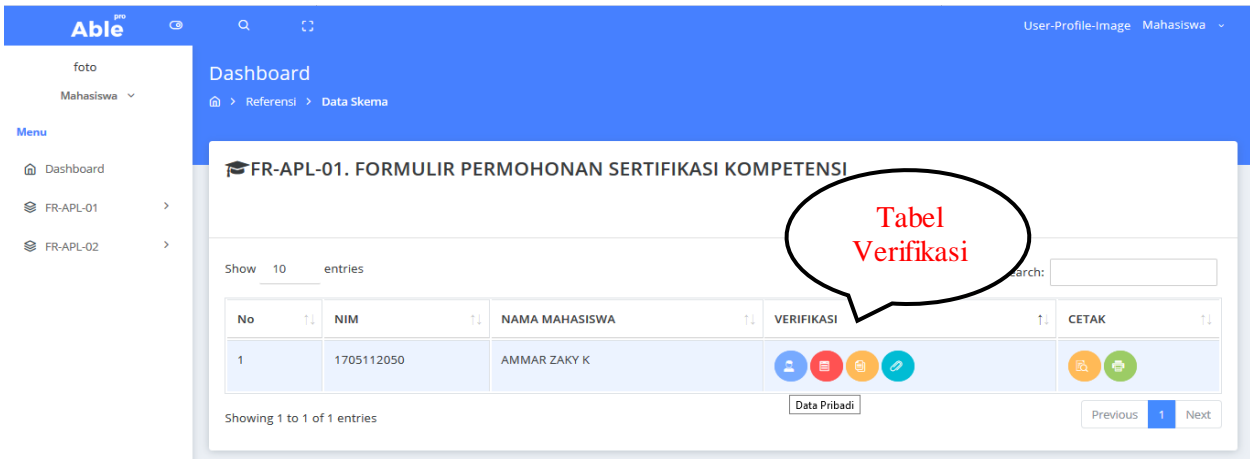 Able pro
User-Profile-Image Mahasiswa
foto
Mahasiswa
Menu
Dashboard
FR-APL-01
FR-APL-02
Dashboard
> Referensi > Data Skema
FR-APL-01. FORMULIR PERMOHONAN SERTIFIKASI KOMPETENSI
Tabel
Verifikasi
Show 10 entries
earch:
No NIM NAMA MAHASISWA VERIFIKASI CETAK
1 1705112050 AMMAR ZAKY K
Data Pribadi
Showing 1 to 1 of 1 entries
Previous 1 Next